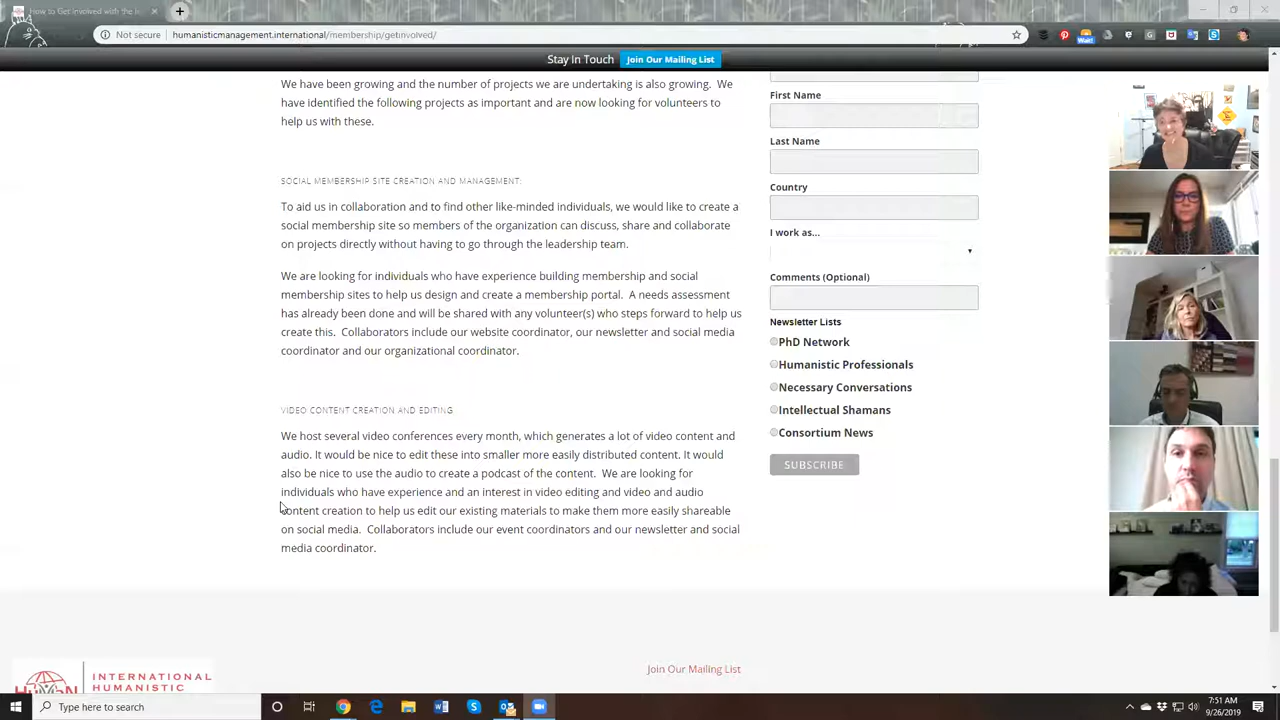 How to Get Involved with the I
Not secure
humanisticmanagement.international/membership/getinvolved/
Stay In Touch
Join Our Mailing List
We have been growing and the number of projects we are undertaking is also growing. We
have identified the following projects as important and are now looking for volunteers to
help us with these.
SOCIAL MEMBERSHIP SITE CREATION AND MANAGEMENT:
To aid us in collaboration and to find other like-minded individuals, we would like to create a
social membership site so members of the organization can discuss, share and collaborate
on projects directly without having to go through the leadership team.
We are looking for individuals who have experience building membership and social
membership sites to help us design and create a membership portal. A needs assessment
has already been done and will be shared with any volunteer(s) who steps forward to help us
create this. Collaborators include our website coordinator, our newsletter and social media
coordinator and our organizational coordinator.
VIDEO CONTENT CREATION AND EDITING
We host several video conferences every month, which generates a lot of video content and
audio. It would be nice to edit these into smaller more easily distributed content. It would
also be nice to use the audio to create a podcast of the content. We are looking for
individuals who have experience and an interest in video editing and video and audio
content creation to help us edit our existing materials to make them more easily shareable
on social media. Collaborators include our event coordinators and our newsletter and social
media coordinator.
First Name
Last Name
Country
I work as...
Comments (Optional)
Newsletter Lists
PhD Network
Humanistic Professionals
Necessary Conversations
Intellectual Shamans
Consortium News
SUBSCRIBE
INTERNATIONAL
HUMANISTIC
Join Our Mailing List
Type here to search
7:51 AM
9/26/2019